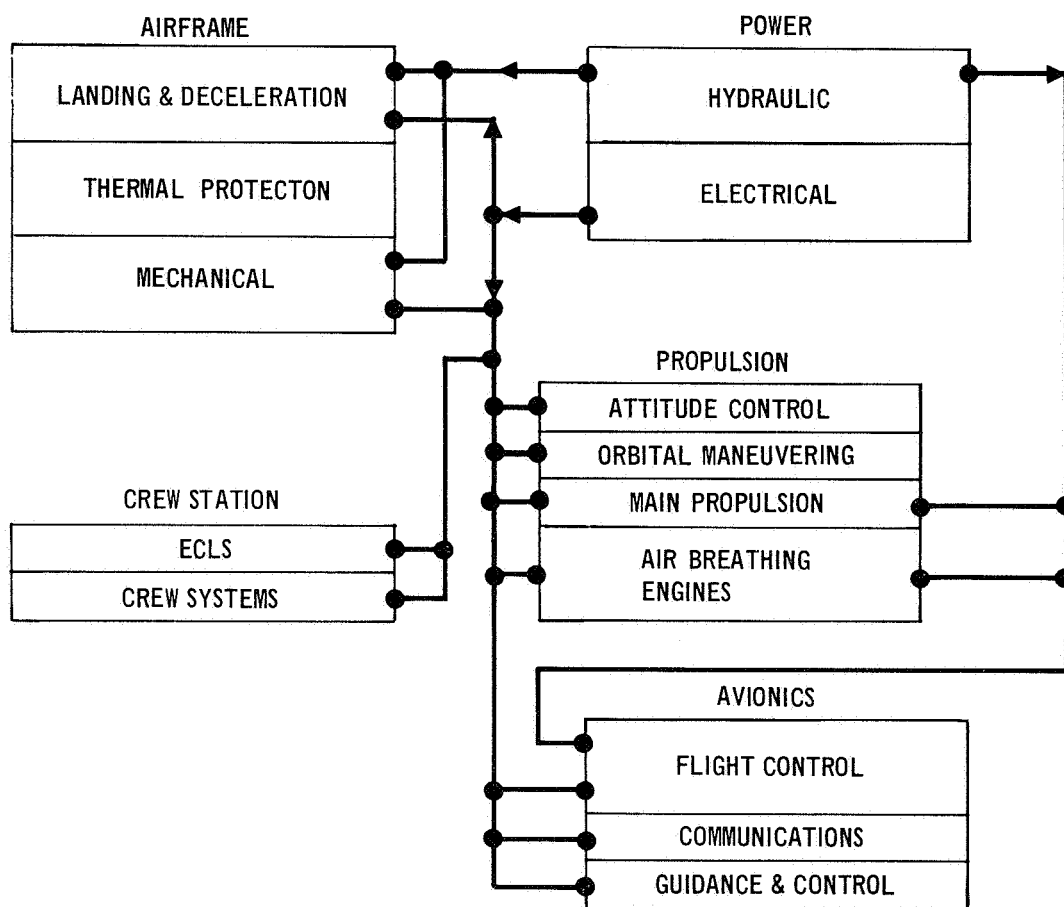 AIRFRAME
LANDING & DECELERATION
THERMAL PROTECTON
MECHANICAL
POWER
HYDRAULIC
ELECTRICAL
PROPULSION
ATTITUDE CONTROL
ORBITAL MANEUVERING
MAIN PROPULSION
AIR BREATHING
ENGINES
CREW STATION
ECLS
CREW SYSTEMS
AVIONICS
FLIGHT CONTROL
COMMUNICATIONS
GUIDANCE & CONTROL